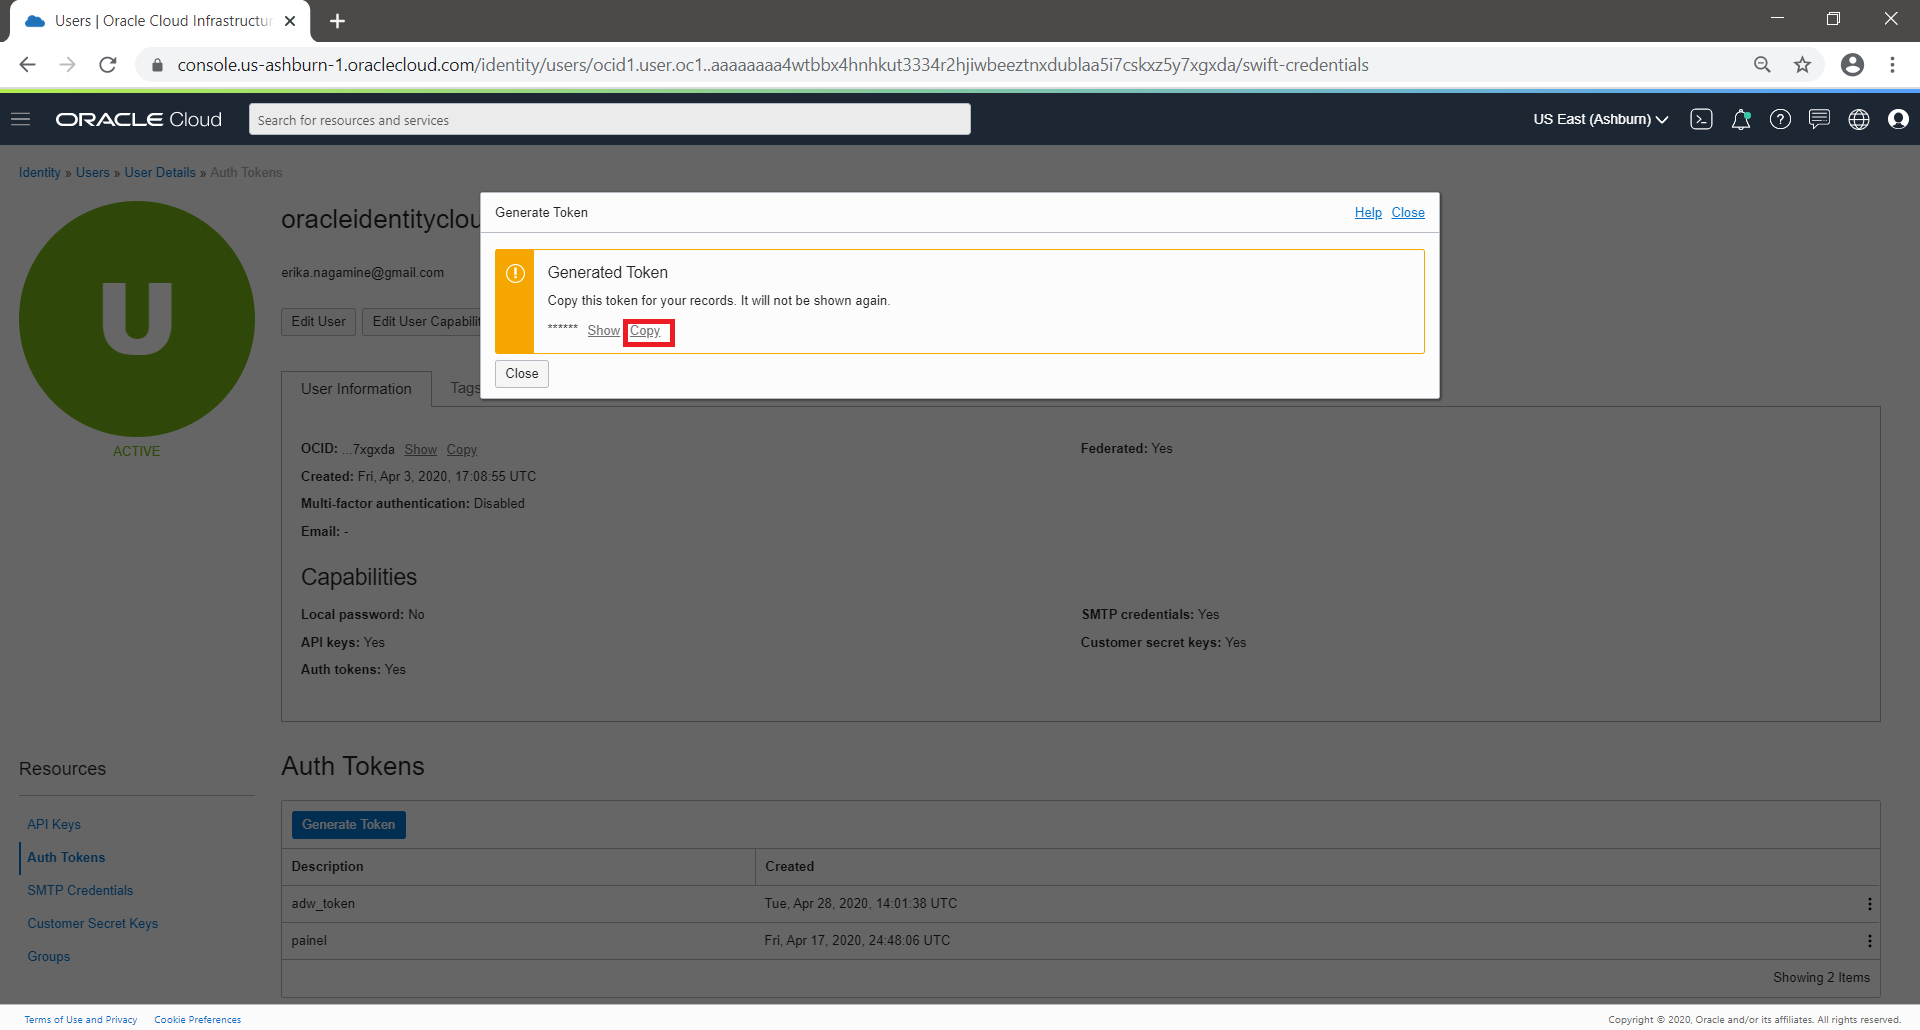 Users | Oracle Cloud Infrastructur
console.us-ashburn-1.oraclecloud.com/identity/users/ocid1.user.oc1..aaaaaaaa4wtbbx4hnhkut3334r2hjiwbeeztnxdublaa5i7cskxz5y7xgxda/swift-credentials
ORACLE Cloud
Search for resources and services
US East (Ashburn)
Identity » Users » User Details » Auth Tokens
U
ACTIVE
oracleidentityclou
erika.nagamine@gmail.com
Edit User
Edit User Capabilit
Generate Token
Help Close
Generated Token
Copy this token for your records. It will not be shown again.
****** Show Copy
Close
User Information
Tags
OCID: ...7xgxda Show Copy
Federated: Yes
Created: Fri, Apr 3, 2020, 17:08:55 UTC
Multi-factor authentication: Disabled
Email: -
Capabilities
Local password: No
SMTP credentials: Yes
API keys: Yes
Customer secret keys: Yes
Auth tokens: Yes
Resources
API Keys
Auth Tokens
SMTP Credentials
Customer Secret Keys
Groups
Auth Tokens
Generate Token
Description Created
adw_token Tue, Apr 28, 2020, 14:01:38 UTC
painel Fri, Apr 17, 2020, 24:48:06 UTC
Showing 2 Items
Terms of Use and Privacy Cookie Preferences
Copyright © 2020, Oracle and/or its affiliates. All rights reserved.